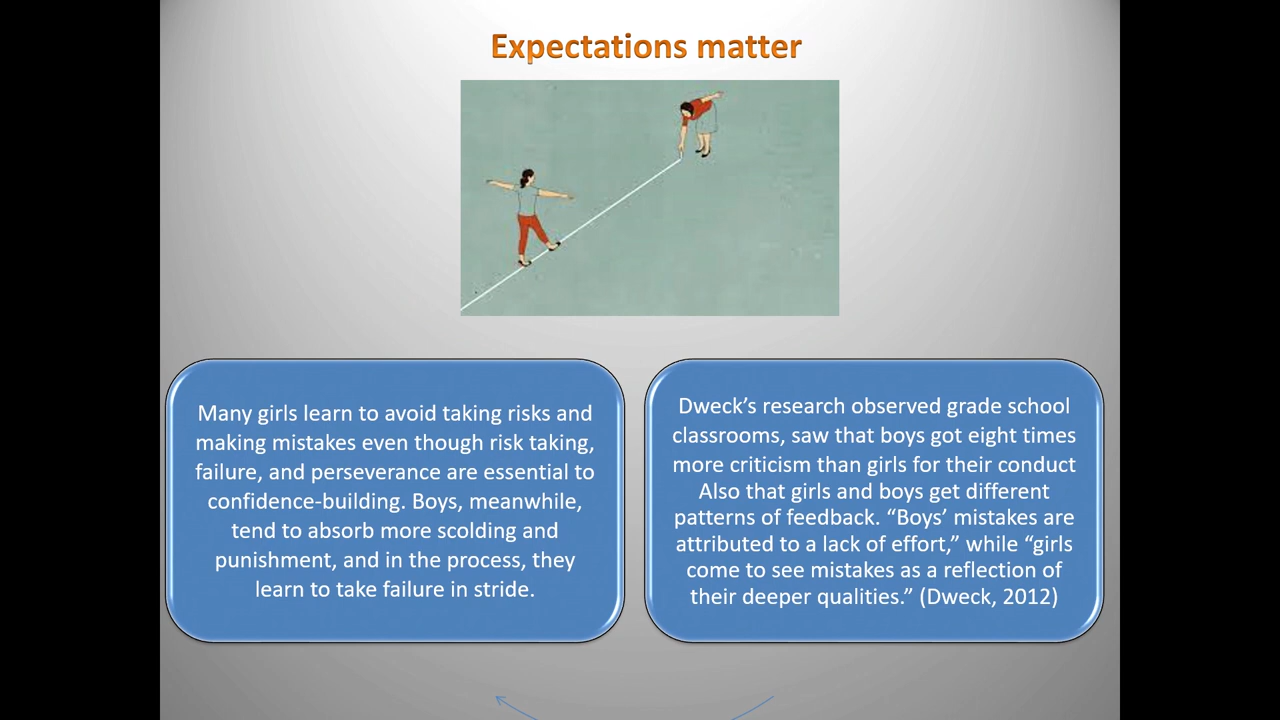 Expectations matter
Many girls learn to avoid taking risks and
making mistakes even though risk taking,
failure, and perseverance are essential to
confidence-building. Boys, meanwhile,
tend to absorb more scolding and
punishment, and in the process, they
learn to take failure in stride.
Dweck’s research observed grade school
classrooms, saw that boys got eight times
more criticism than girls for their conduct
Also that girls and boys get different
patterns of feedback. “Boys’ mistakes are
attributed to a lack of effort,” while “girls
come to see mistakes as a reflection of
their deeper qualities.” (Dweck, 2012)